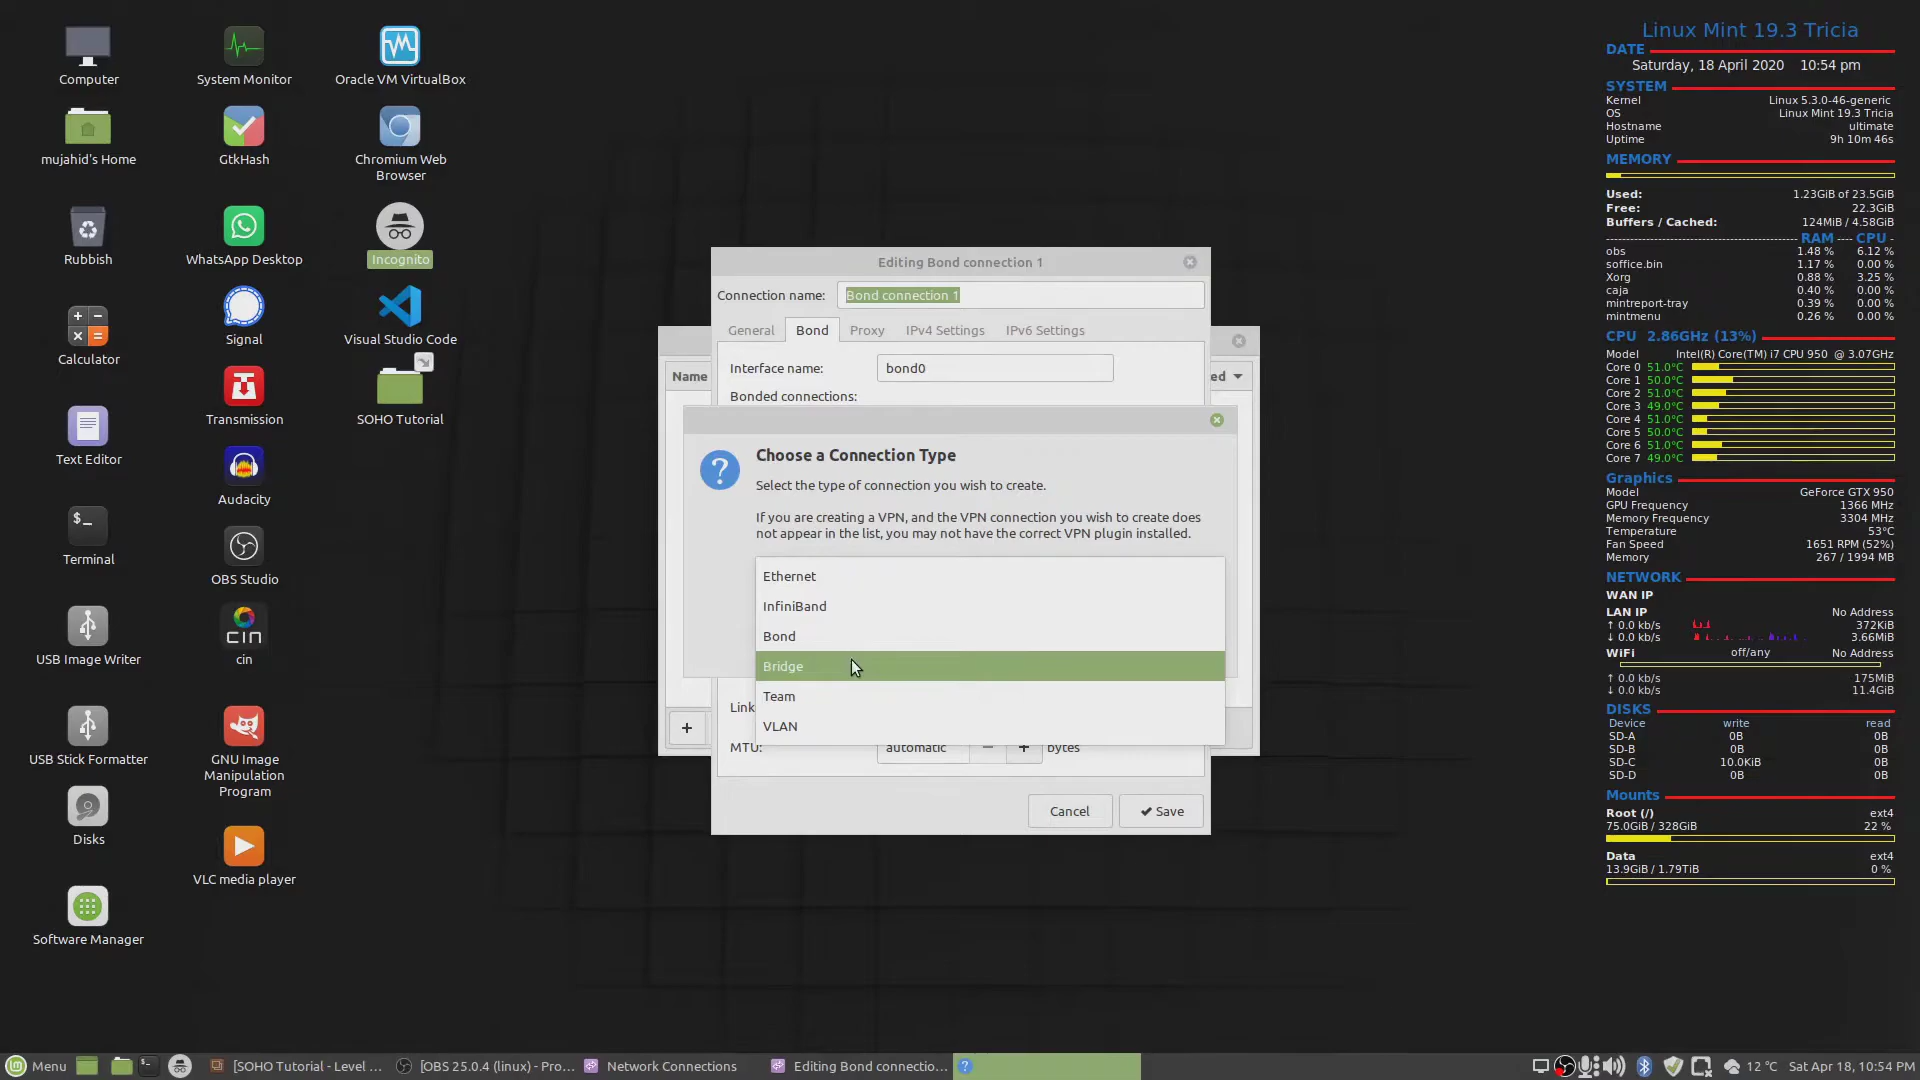 Computer
System Monitor
Oracle VM VirtualBox
mujahid's Home
GtkHash
Chromium Web
Browser
Rubbish
WhatsApp Desktop
Incognito
Calculator
Signal
Visual Studio Code
Text Editor
Transmission
SOHO Tutorial
Audacity
Terminal
OBS Studio
USB Image Writer
CIN
cin
USB Stick Formatter
GNU Image
Manipulation
Program
Disks
VLC media player
Software Manager
Editing Bond connection 1
Connection name: Bond connection 1
General Bond Proxy IPv4 Settings IPv6 Settings
Interface name: bond0
Bonded connections:
Name
ed
Choose a Connection Type
Select the type of connection you wish to create.
If you are creating a VPN, and the VPN connection you wish to create does
not appear in the list, you may not have the correct VPN plugin installed.
Ethernet
InfiniBand
Bond
Bridge
Team
VLAN
Link
MTU: automatic − + bytes
+
Cancel Save
Linux Mint 19.3 Tricia
DATE
Saturday, 18 April 2020 10:54 pm
SYSTEM
Kernel Linux 5.3.0-46-generic
OS Linux Mint 19.3 Tricia
Hostname ultimate
Uptime 9h 10m 46s
MEMORY
Used: 1.23GiB of 23.5GiB
Free: 22.3GiB
Buffers / Cached: 124MiB / 4.58GiB
RAM ---- CPU -
obs 1.48 % 6.12 %
soffice.bin 1.17 % 0.00 %
Xorg 0.88 % 3.25 %
caja 0.40 % 0.00 %
mintreport-tray 0.39 % 0.00 %
mintmenu 0.26 % 0.00 %
CPU 2.86GHz (13%)
Model Intel(R) Core(TM) i7 CPU 950 @ 3.07GHz
Core 0 51.0°C
Core 1 50.0°C
Core 2 51.0°C
Core 3 49.0°C
Core 4 51.0°C
Core 5 50.0°C
Core 6 51.0°C
Core 7 49.0°C
Graphics
Model GeForce GTX 950
GPU Frequency 1366 MHz
Memory Frequency 3304 MHz
Temperature 53°C
Fan Speed 1651 RPM (52%)
Memory 267 / 1994 MB
NETWORK
WAN IP
LAN IP No Address
↑ 0.0 kb/s 372KiB
↓ 0.0 kb/s 3.66MiB
WiFi off/any No Address
↑ 0.0 kb/s 175MiB
↓ 0.0 kb/s 11.4GiB
DISKS
Device write read
SD-A 0B 0B
SD-B 0B 0B
SD-C 10.0KiB 0B
SD-D 0B 0B
Mounts
Root (/) ext4
75.0GiB / 328GiB 22 %
Data ext4
13.9GiB / 1.79TiB 0 %
Menu
[SOHO Tutorial - Level ...
[OBS 25.0.4 (linux) - Pro...
Network Connections
Editing Bond connectio...
12 °C
Sat Apr 18, 10:54 PM